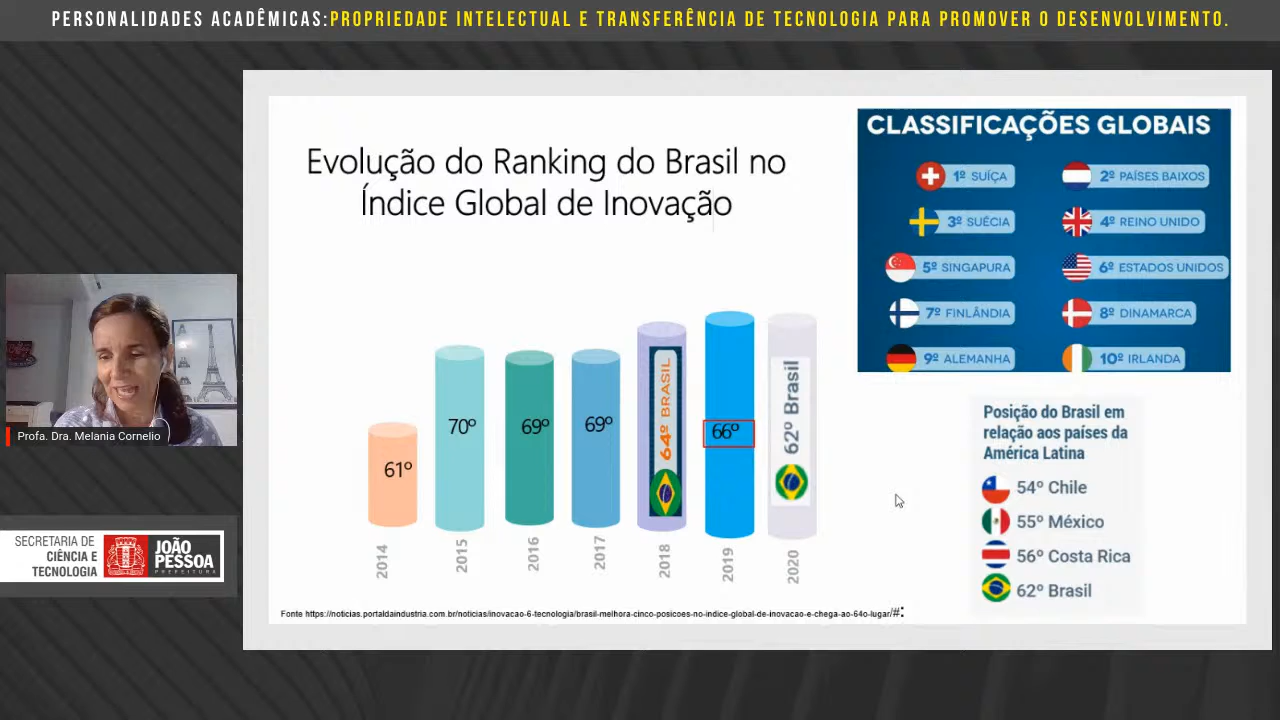 PERSONALIDADES ACADÊMICAS:PROPRIEDADE INTELECTUAL E TRANSFERÊNCIA DE TECNOLOGIA PARA PROMOVER O DESENVOLVIMENTO.
Evolução do Ranking do Brasil no
Índice Global de Inovação
61º
70º
69º
69º
64º BRASIL
66º
62º Brasil
2014
2015
2016
2017
2018
2019
2020
Fonte https://noticias.portaldaindustria.com.br/noticias/inovacao-6-tecnologia/brasil-melhora-cinco-posicoes-no-indice-global-de-inovacao-e-chega-ao-64o-lugar/#:
CLASSIFICAÇÕES GLOBAIS
1º SUÍÇA
2º PAÍSES BAIXOS
3º SUÉCIA
4º REINO UNIDO
5º SINGAPURA
6º ESTADOS UNIDOS
7º FINLÂNDIA
8º DINAMARCA
9º ALEMANHA
10º IRLANDA
Posição do Brasil em
relação aos países da
América Latina
54º Chile
55º México
56º Costa Rica
62º Brasil
Profa. Dra. Melania Cornelio
SECRETARIA DE
CIÊNCIA E
TECNOLOGIA
JOÃO
PESSOA
PREFEITURA